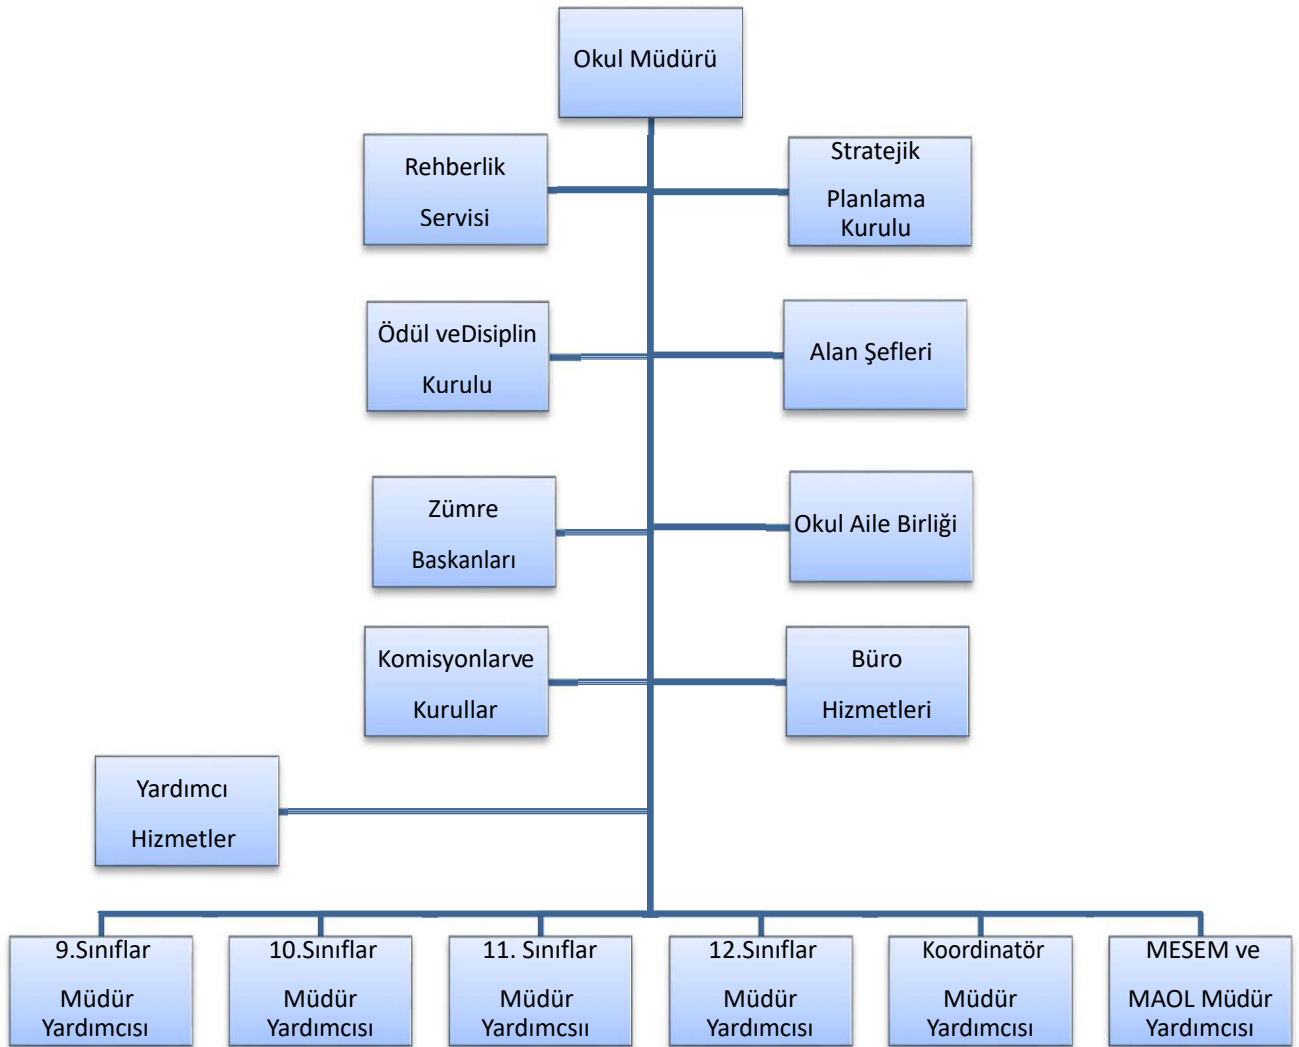 Okul Müdürü
Rehberlik
Servisi
Stratejik
Planlama
Kurulu
Ödül veDisiplin
Kurulu
Alan Şefleri
Zümre
Başkanları
Okul Aile Birliği
Komisyonlarve
Kurullar
Büro
Hizmetleri
Yardımcı
Hizmetler
9.Sınıflar
Müdür
Yardımcısı
10.Sınıflar
Müdür
Yardımcısı
11. Sınıflar
Müdür
Yardımcsıı
12.Sınıflar
Müdür
Yardımcısı
Koordinatör
Müdür
Yardımcısı
MESEM ve
MAOL Müdür
Yardımcısı